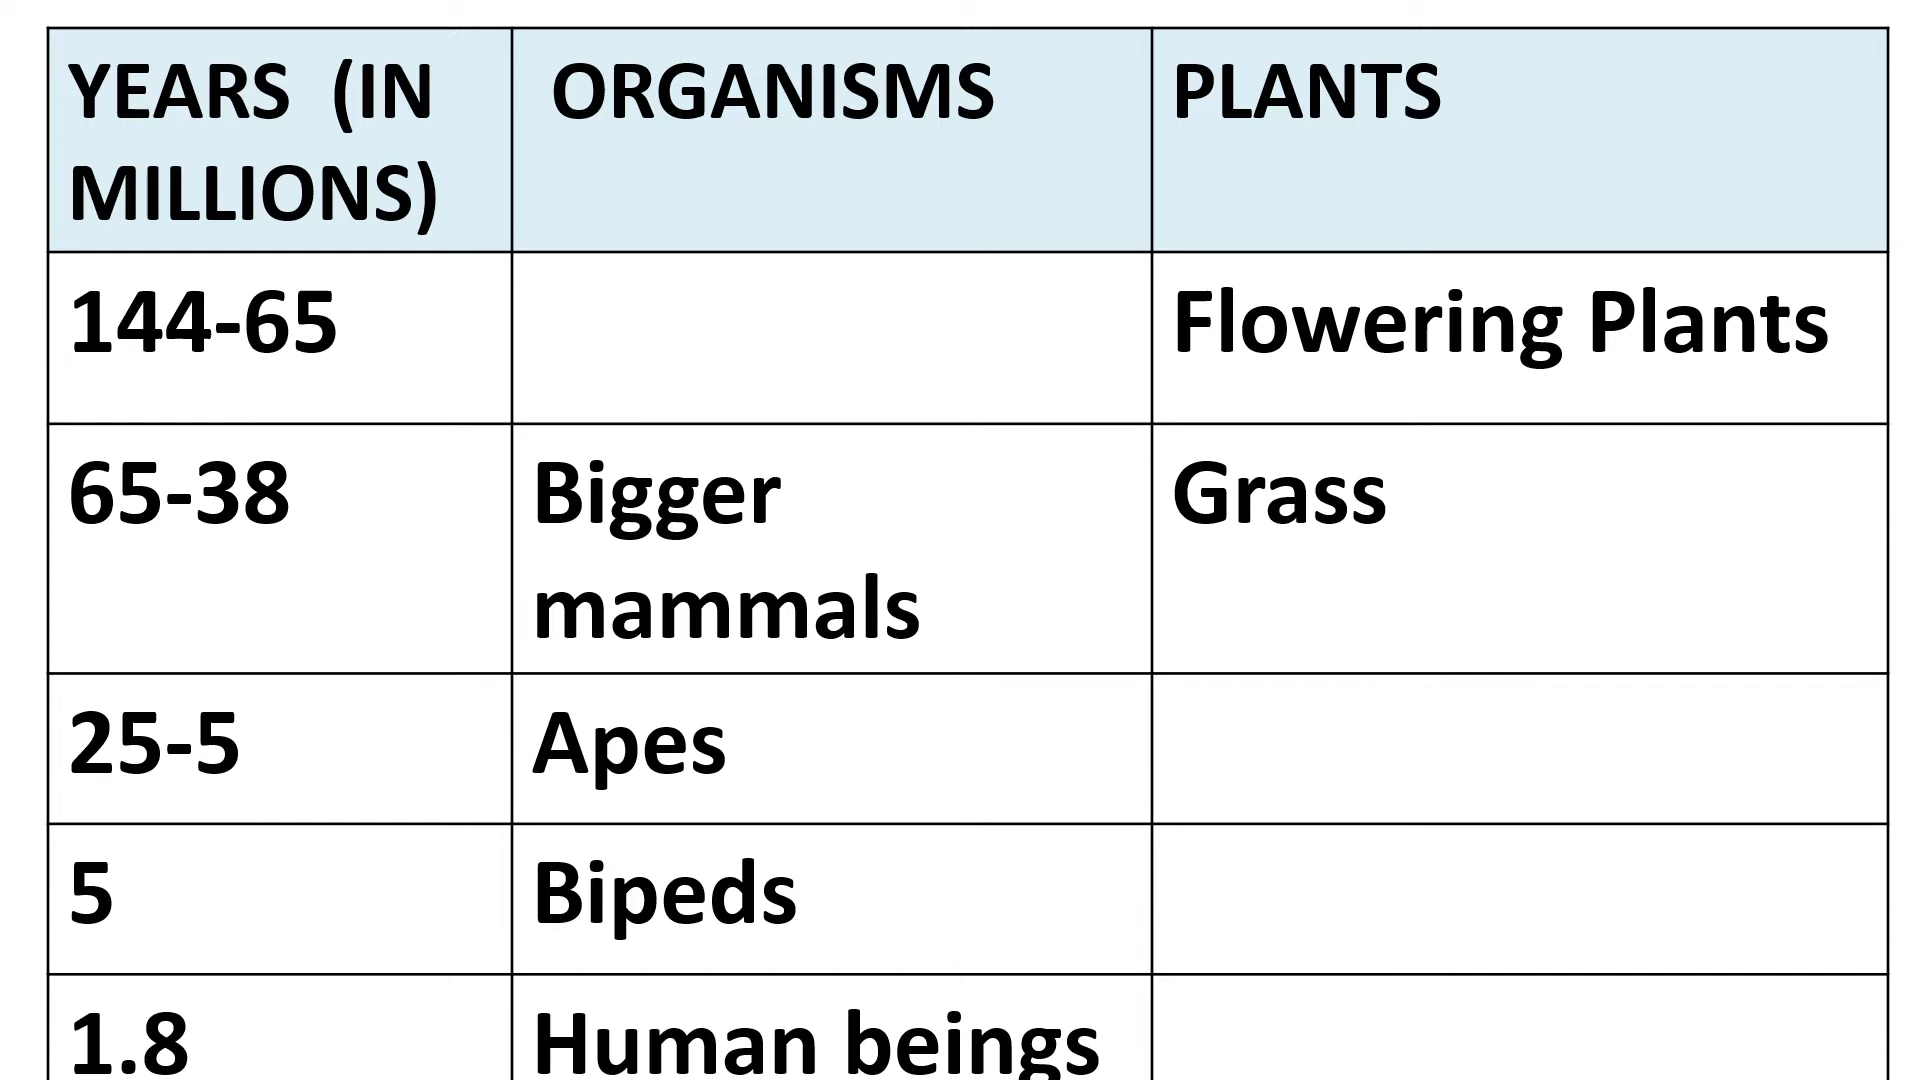 YEARS (IN
MILLIONS)
ORGANISMS
PLANTS
144-65
Flowering Plants
65-38
Bigger
mammals
Grass
25-5
Apes
5
Bipeds
1.8
Human beings